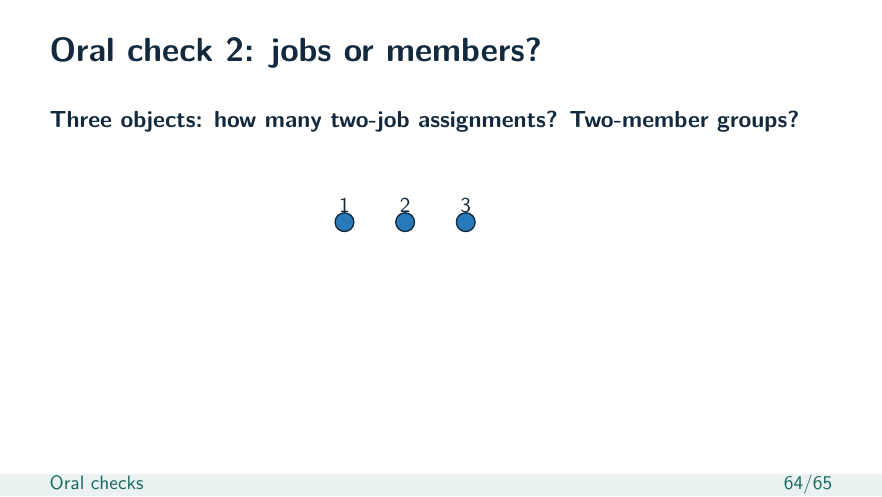 Oral check 2: jobs or members?
Three objects: how many two-job assignments? Two-member groups?
1 2 3
Oral checks 64/65